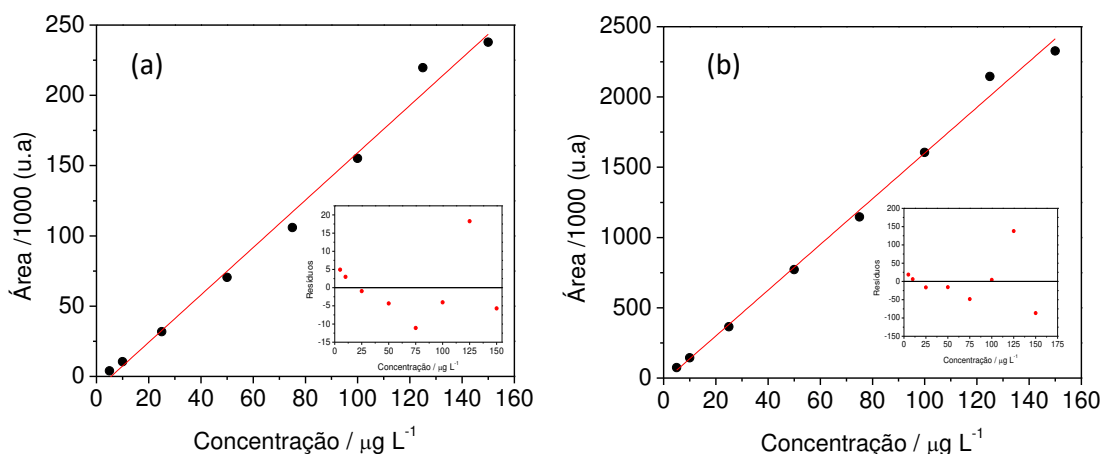 (a)
Área /1000 (u.a)
250
200
150
100
50
0
0 20 40 60 80 100 120 140 160
Concentração / μg L⁻¹
Resíduos
20
15
10
5
0
-5
-10
-15
0 25 50 75 100 125 150
Concentração / μg L⁻¹
(b)
Área /1000 (u.a)
2500
2000
1500
1000
500
0
0 20 40 60 80 100 120 140 160
Concentração / μg L⁻¹
Resíduos
200
150
100
50
0
-50
-100
-150
0 25 50 75 100 125 150 175
Concentração / μg L⁻¹